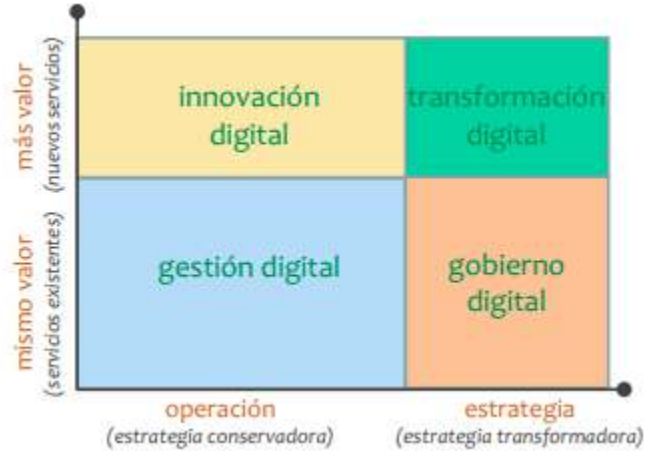 más valor
(nuevos servicios)
innovación
digital
transformación
digital
mismo valor
(servicios existentes)
gestión digital
gobierno
digital
operación
(estrategia conservadora)
estrategia
(estrategia transformadora)